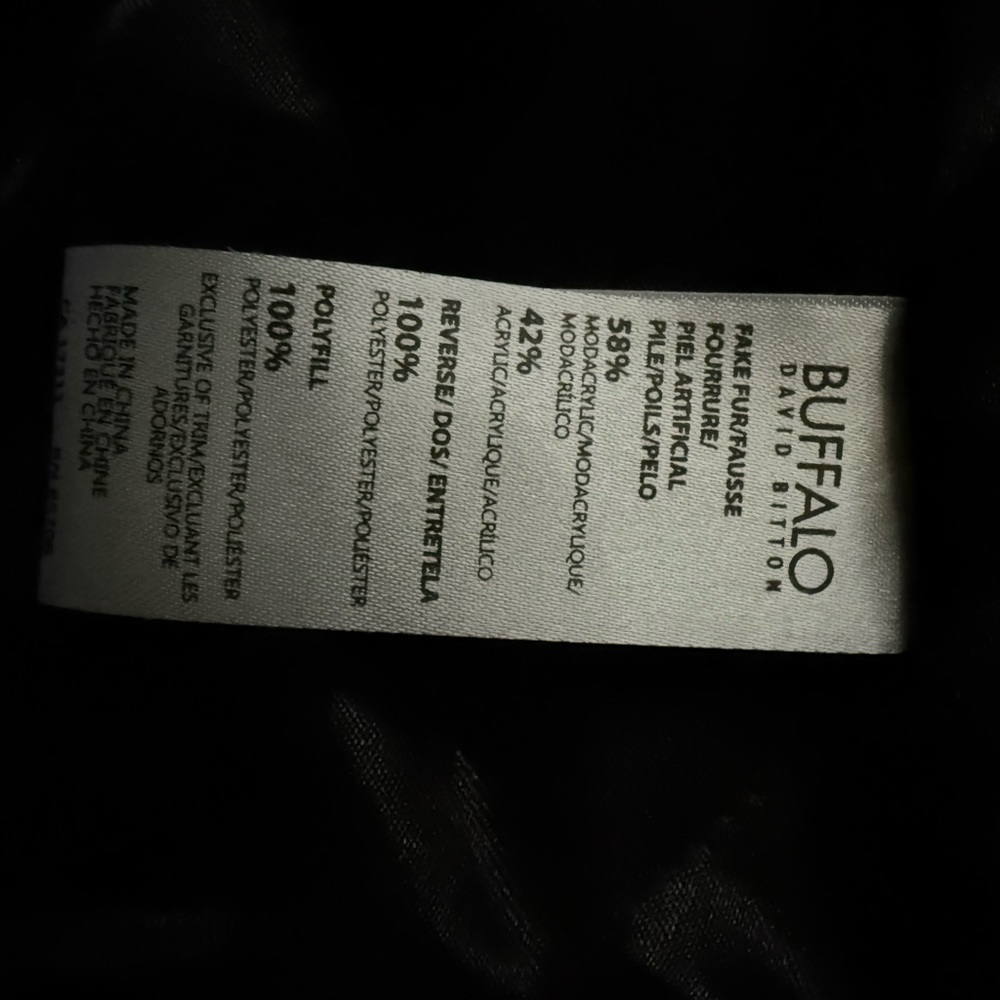 BUFFALO
DAVID BITTON
FAKE FUR/FAUSSE
FOURRURE/
PIEL ARTIFICIAL
PILE/POILS/PELO
58%
MODACRYLIC/MODACRYLIQUE/
MODACRÍLICO
42%
ACRYLIC/ACRYLIQUE/ACRÍLICO
REVERSE/DOS/ENTRETELA
100%
POLYESTER/POLYESTER/POLIÉSTER
POLYFILL
100%
POLYESTER/POLYESTER/POLIÉSTER
EXCLUSIVE OF TRIM/EXCLUANT LES
GARNITURES/EXCLUSIVO DE
ADORNOS
MADE IN CHINA
FABRIQUÉ EN CHINE
HECHO EN CHINA